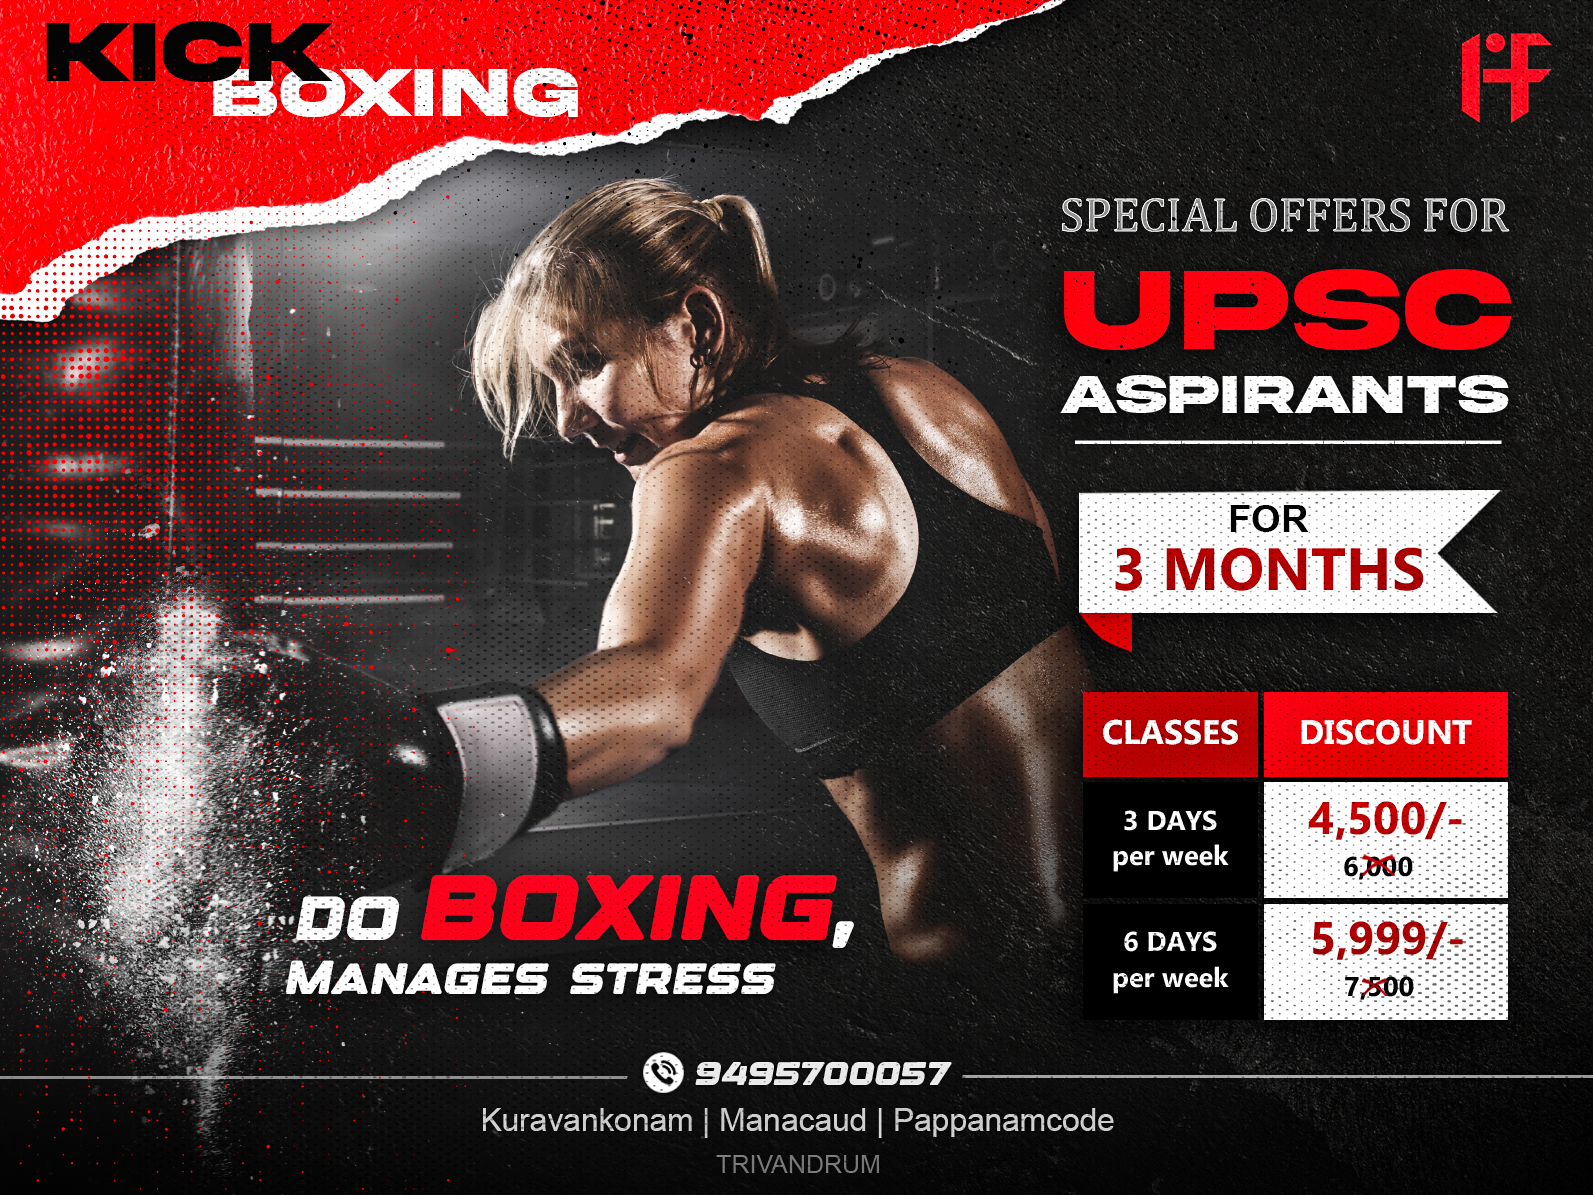 KICK
BOXING
HF
SPECIAL OFFERS FOR
UPSC
ASPIRANTS
FOR
3 MONTHS
CLASSES DISCOUNT
3 DAYS
per week
4,500/-
6,000
6 DAYS
per week
5,999/-
7,500
DO BOXING,
MANAGES STRESS
9495700057
Kuravankonam | Manacaud | Pappanamcode
TRIVANDRUM